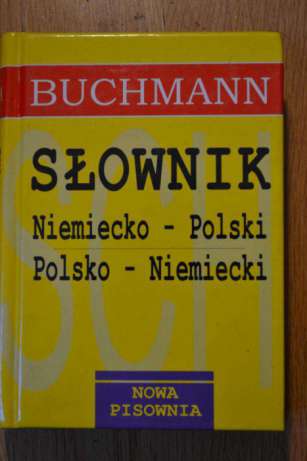 BUCHMANN
SŁOWNIK
Niemiecko - Polski
Polsko - Niemiecki
NOWA
PISOWNIA